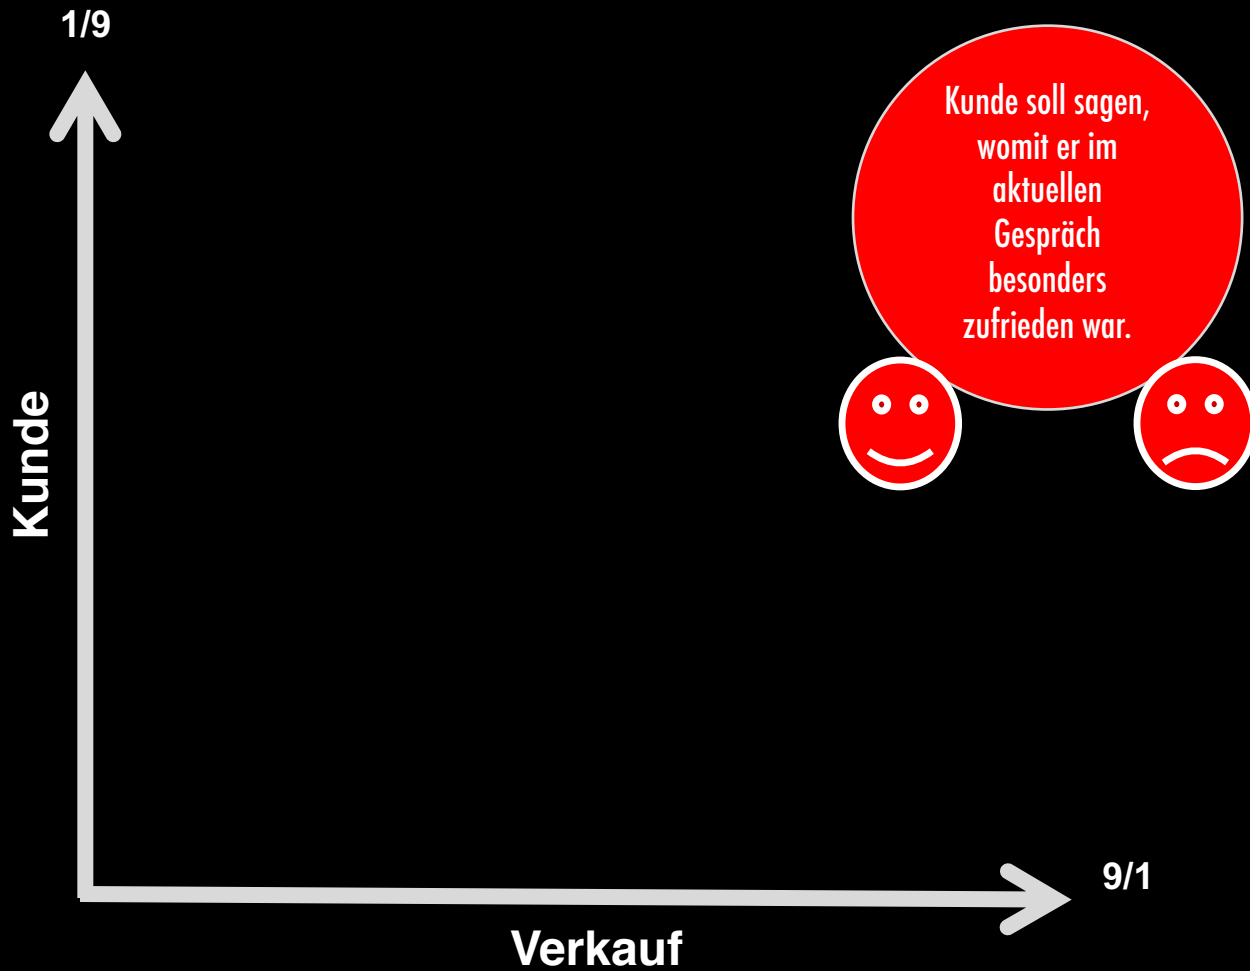 1/9
Kunde soll sagen,
womit er im
aktuellen
Gespräch
besonders
zufrieden war.
Kunde
9/1
Verkauf